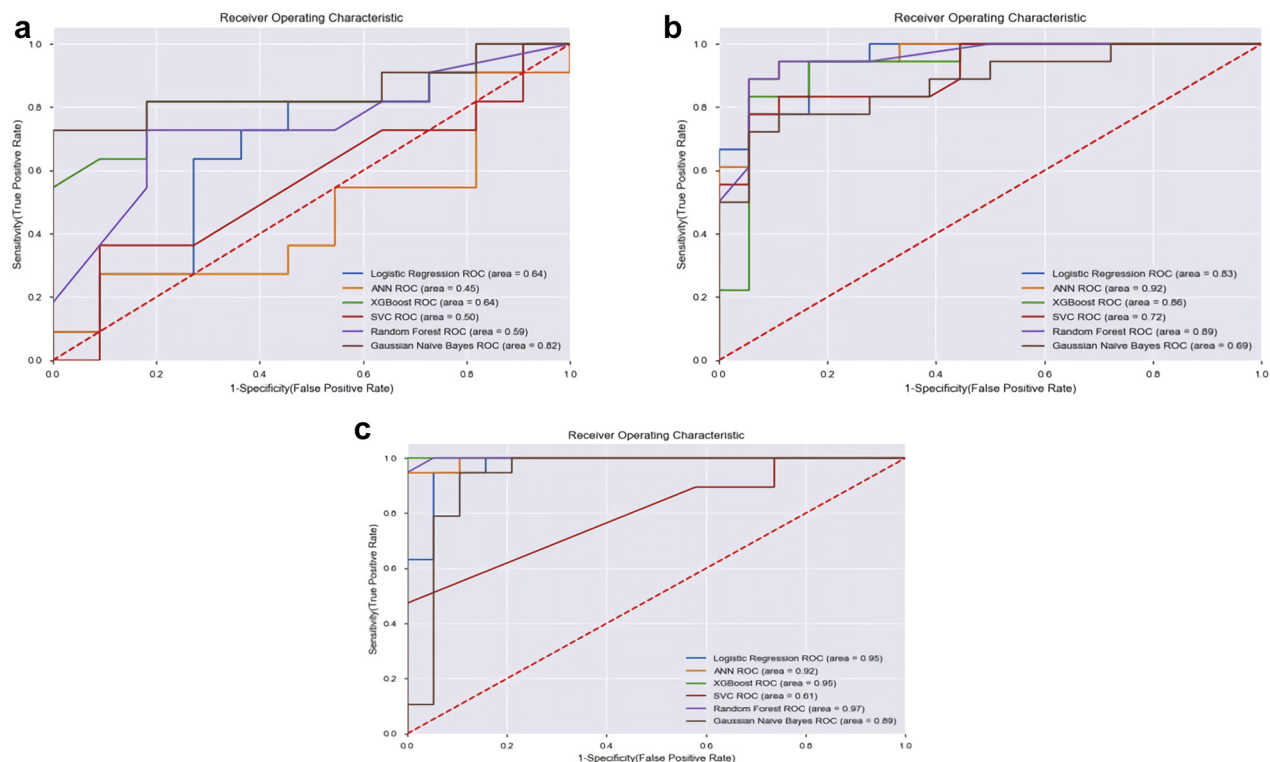 a
Receiver Operating Characteristic
Sensitivity(True Positive Rate)
1.0
0.8
0.6
0.4
0.2
0.0
Logistic Regression ROC (area = 0.64)
ANN ROC (area = 0.45)
XGBoost ROC (area = 0.64)
SVC ROC (area = 0.50)
Random Forest ROC (area = 0.59)
Gaussian Naive Bayes ROC (area = 0.82)
0.0 0.2 0.4 0.6 0.8 1.0
1-Specificity(False Positive Rate)
b
Receiver Operating Characteristic
Sensitivity(True Positive Rate)
1.0
0.8
0.6
0.4
0.2
0.0
Logistic Regression ROC (area = 0.83)
ANN ROC (area = 0.92)
XGBoost ROC (area = 0.86)
SVC ROC (area = 0.72)
Random Forest ROC (area = 0.89)
Gaussian Naive Bayes ROC (area = 0.69)
0.0 0.2 0.4 0.6 0.8 1.0
1-Specificity(False Positive Rate)
c
Receiver Operating Characteristic
Sensitivity(True Positive Rate)
1.0
0.8
0.6
0.4
0.2
0.0
Logistic Regression ROC (area = 0.95)
ANN ROC (area = 0.92)
XGBoost ROC (area = 0.95)
SVC ROC (area = 0.61)
Random Forest ROC (area = 0.97)
Gaussian Naive Bayes ROC (area = 0.89)
0.0 0.2 0.4 0.6 0.8 1.0
1-Specificity(False Positive Rate)